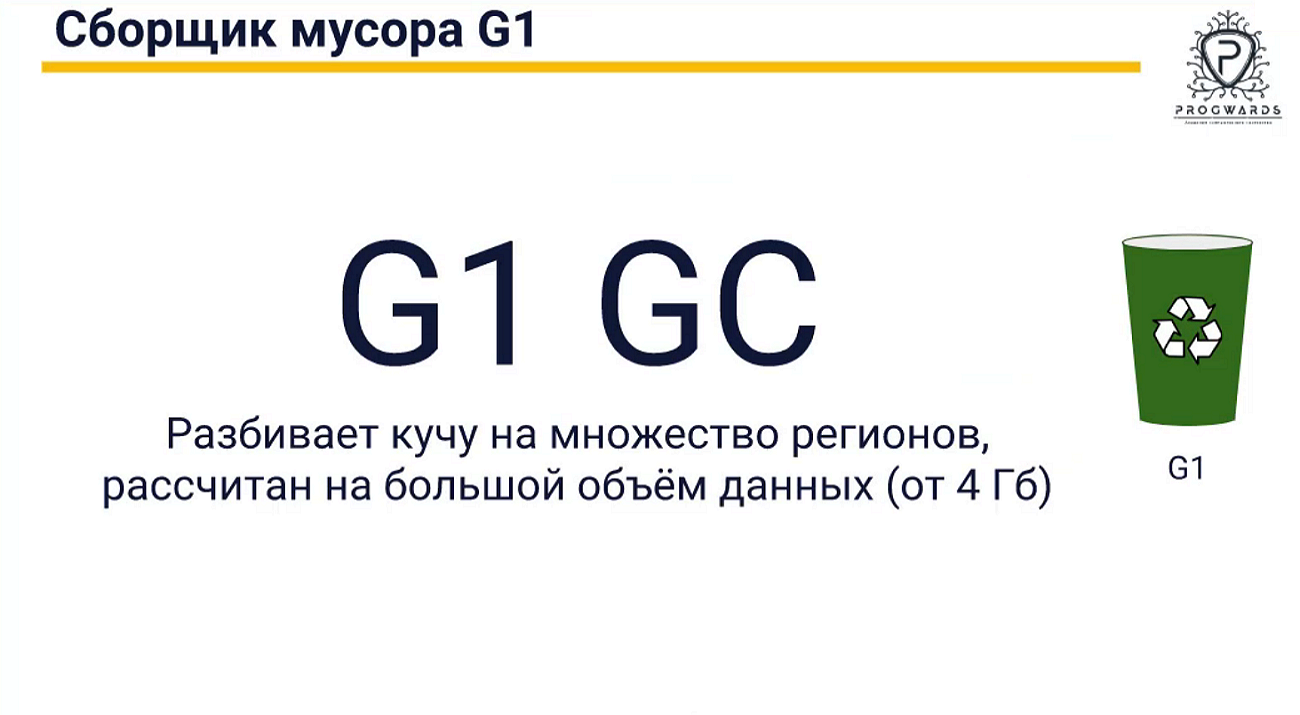 Сборщик мусора G1
PROGWARDS
G1 GC
Разбивает кучу на множество регионов,
рассчитан на большой объём данных (от 4 Гб)
G1